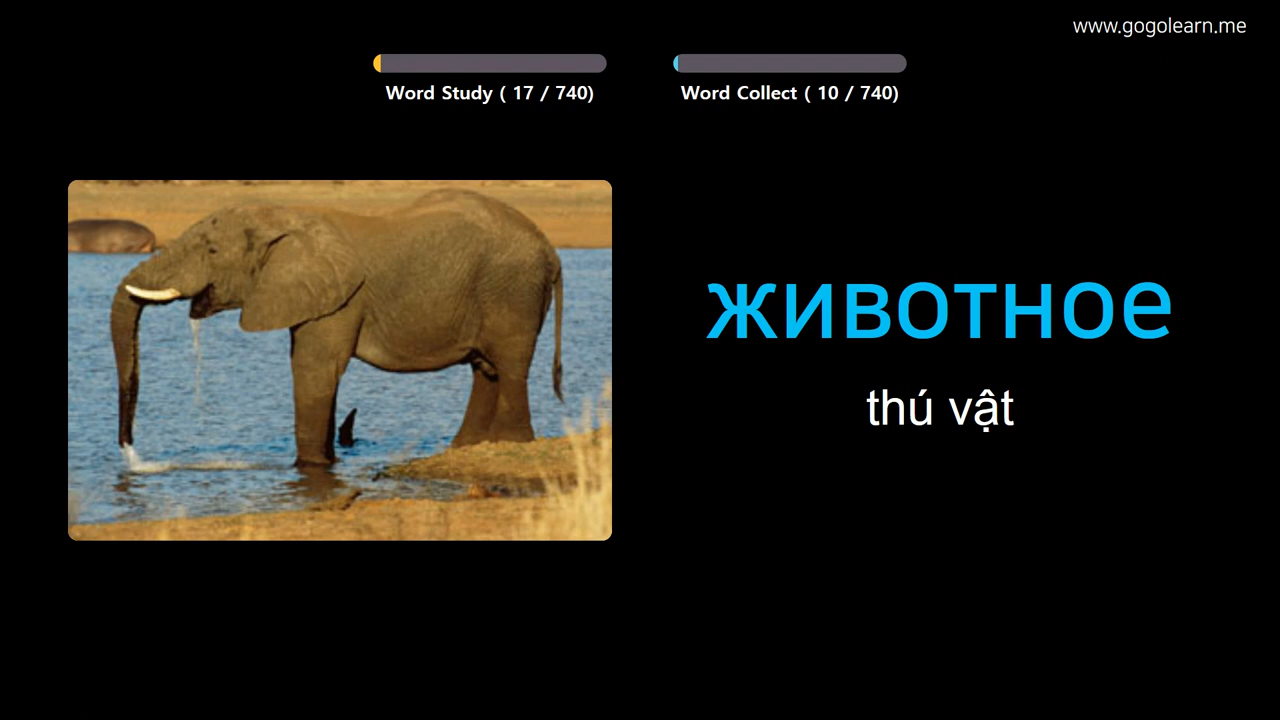 www.gogolearn.me
Word Study ( 17 / 740)
Word Collect ( 10 / 740)
животное
thú vật